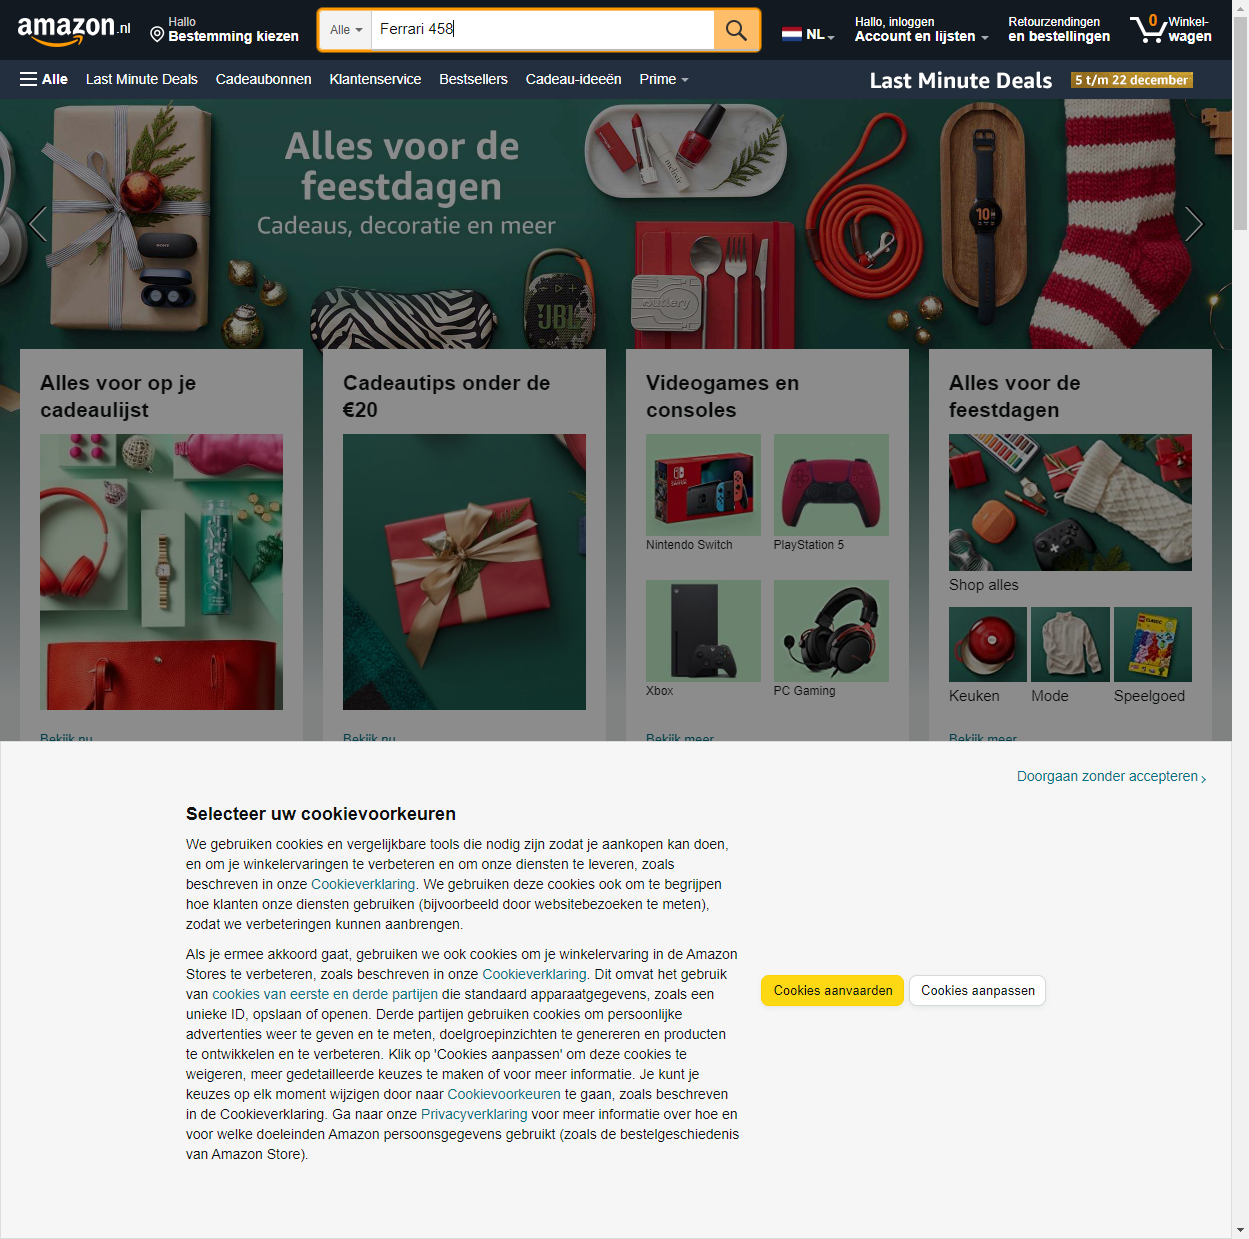 amazon.nl
Hallo
Bestemming kiezen
Alle
Ferrari 458
NL
Hallo, inloggen
Account en lijsten
Retourzendingen
en bestellingen
0
Winkel-
wagen
Alle
Last Minute Deals
Cadeaubonnen
Klantenservice
Bestsellers
Cadeau-ideeën
Prime
Last Minute Deals
5 t/m 22 december
Alles voor de
feestdagen
Cadeaus, decoratie en meer
SONY
JBL
outlery
melixir
10
Alles voor op je
cadeaulijst
Bekijk nu
Cadeautips onder de
€20
Bekijk nu
Videogames en
consoles
Nintendo Switch
PlayStation 5
Xbox
PC Gaming
Bekijk meer
Alles voor de
feestdagen
Shop alles
CLASSIC
Keuken
Mode
Speelgoed
Bekijk meer
Doorgaan zonder accepteren ›
Selecteer uw cookievoorkeuren
We gebruiken cookies en vergelijkbare tools die nodig zijn zodat je aankopen kan doen,
en om je winkelervaringen te verbeteren en om onze diensten te leveren, zoals
beschreven in onze Cookieverklaring. We gebruiken deze cookies ook om te begrijpen
hoe klanten onze diensten gebruiken (bijvoorbeeld door websitebezoeken te meten),
zodat we verbeteringen kunnen aanbrengen.
Als je ermee akkoord gaat, gebruiken we ook cookies om je winkelervaring in de Amazon
Stores te verbeteren, zoals beschreven in onze Cookieverklaring. Dit omvat het gebruik
van cookies van eerste en derde partijen die standaard apparaatgegevens, zoals een
unieke ID, opslaan of openen. Derde partijen gebruiken cookies om persoonlijke
advertenties weer te geven en te meten, doelgroepinzichten te genereren en producten
te ontwikkelen en te verbeteren. Klik op 'Cookies aanpassen' om deze cookies te
weigeren, meer gedetailleerde keuzes te maken of voor meer informatie. Je kunt je
keuzes op elk moment wijzigen door naar Cookievoorkeuren te gaan, zoals beschreven
in de Cookieverklaring. Ga naar onze Privacyverklaring voor meer informatie over hoe en
voor welke doeleinden Amazon persoonsgegevens gebruikt (zoals de bestelgeschiedenis
van Amazon Store).
Cookies aanvaarden
Cookies aanpassen